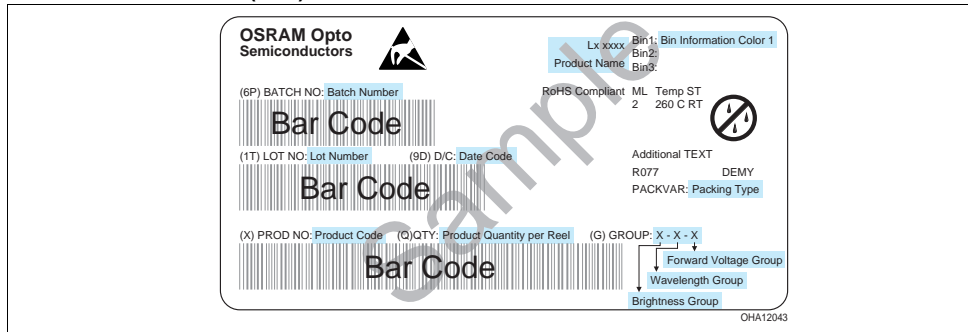 OSRAM Opto
Semiconductors
Lx xxxx
Product Name
Bin1: Bin Information Color 1
Bin2:
Bin3:
RoHS Compliant
ML Temp ST
2 260 C RT
(6P) BATCH NO: Batch Number
Bar Code
(1T) LOT NO: Lot Number (9D) D/C: Date Code
Bar Code
Additional TEXT
R077 DEMY
PACKVAR: Packing Type
(X) PROD NO: Product Code (Q)QTY: Product Quantity per Reel (G) GROUP: X - X - X
Bar Code
Forward Voltage Group
Wavelength Group
Brightness Group
Sample
OHA12043